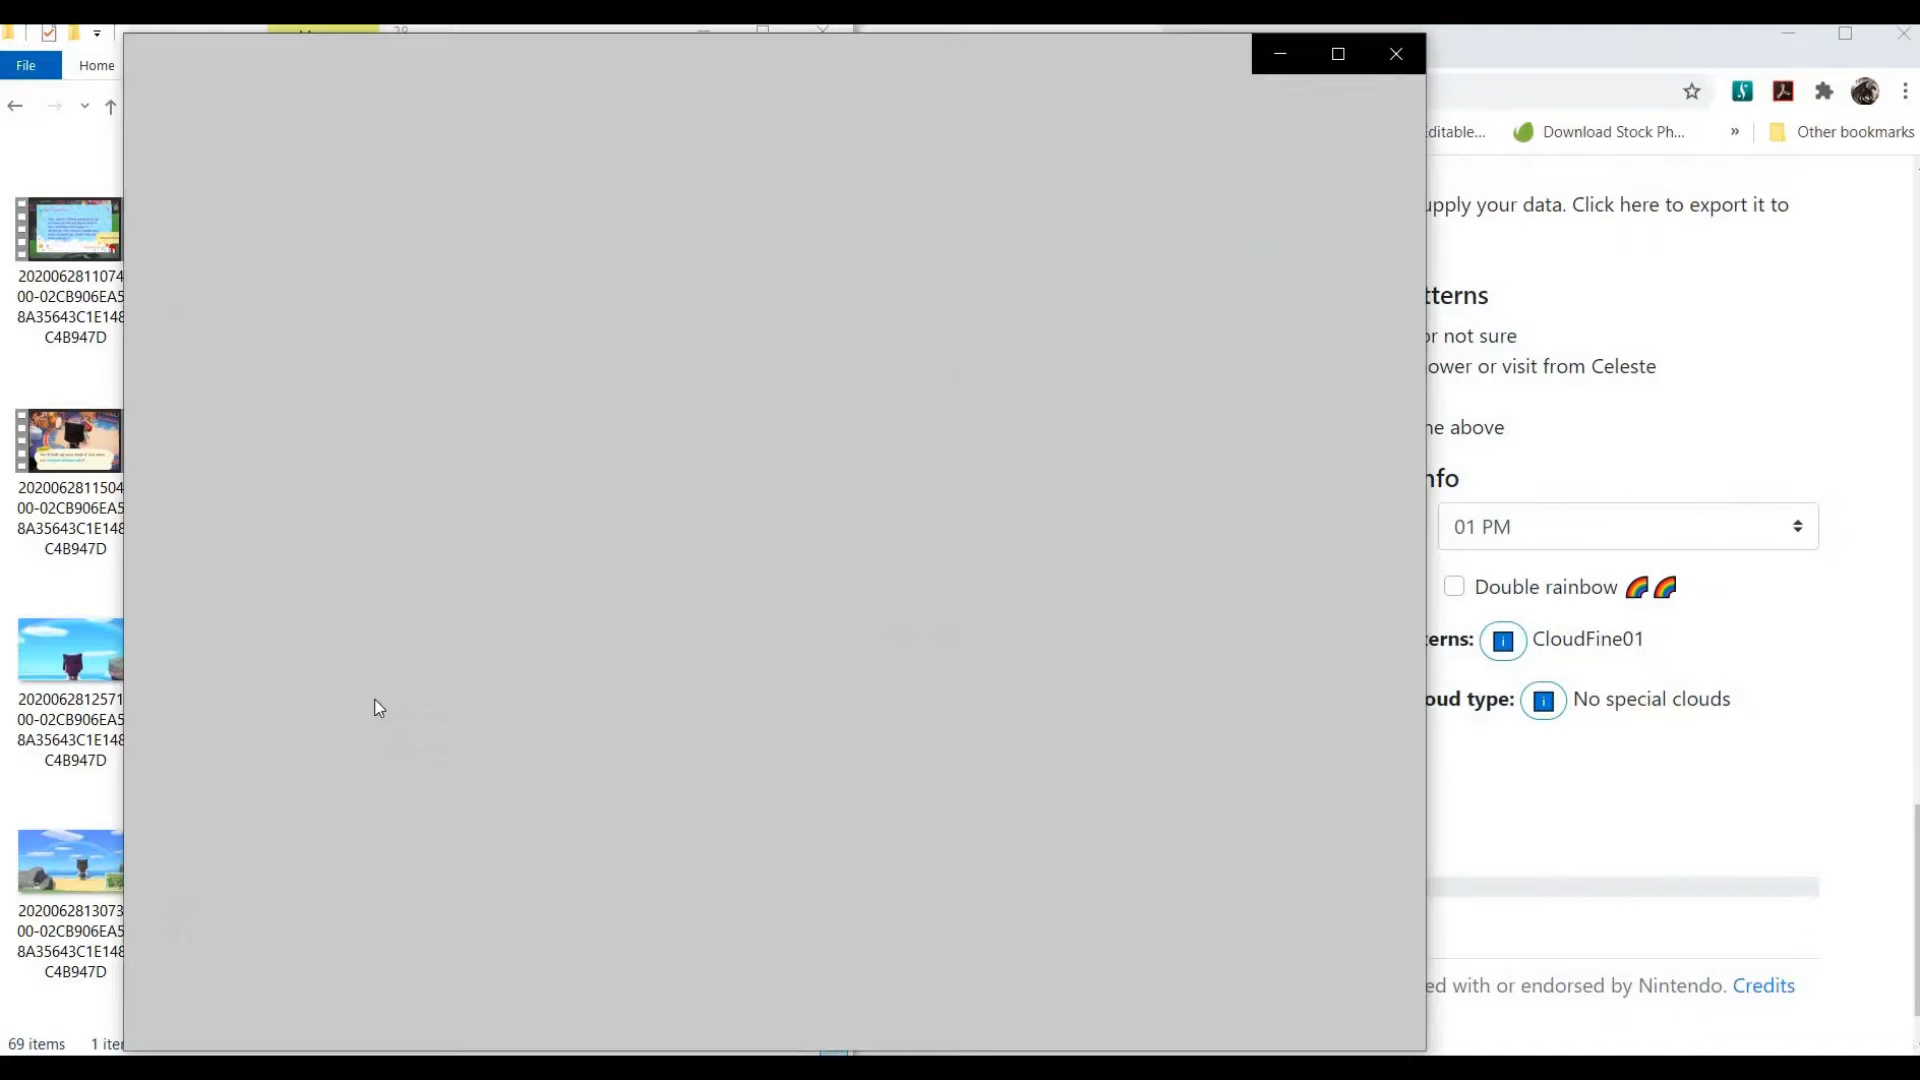 File
Home
2020062811074
00-02CB906EA5
8A35643C1E148
C4B947D
2020062811504
00-02CB906EA5
8A35643C1E148
C4B947D
2020062812571
00-02CB906EA5
8A35643C1E148
C4B947D
2020062813073
00-02CB906EA5
8A35643C1E148
C4B947D
69 items 1 iter
ditable... Download Stock Ph... » Other bookmarks
upply your data. Click here to export it to
tterns
or not sure
ower or visit from Celeste
ne above
nfo
01 PM
Double rainbow
erns: i CloudFine01
oud type: i No special clouds
ed with or endorsed by Nintendo. Credits